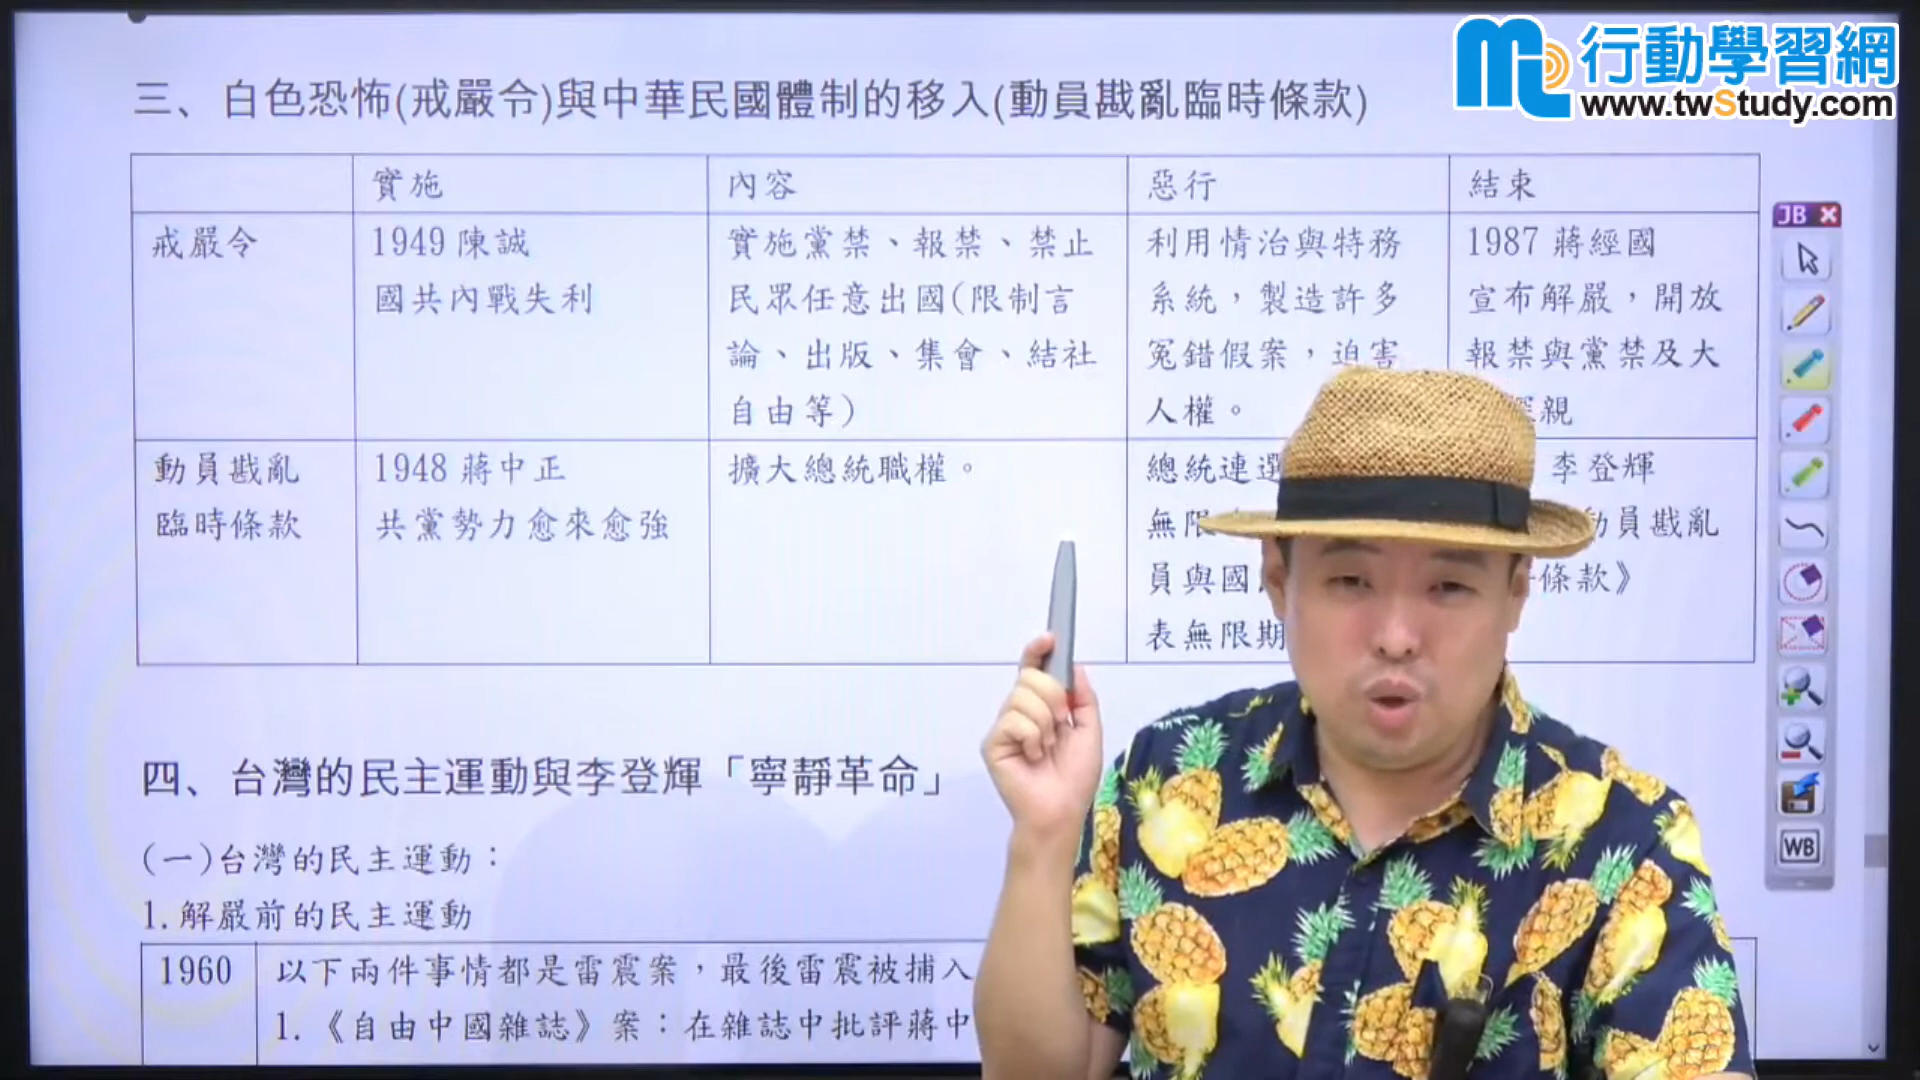 行動學習網
www.twStudy.com
三、白色恐怖(戒嚴令)與中華民國體制的移入(動員戡亂臨時條款)
實施
內容
惡行
結束
戒嚴令
1949 陳誠
國共內戰失利
實施黨禁、報禁、禁止
民眾任意出國(限制言
論、出版、集會、結社
自由等)
利用情治與特務
系統，製造許多
冤錯假案，迫害
人權。
1987 蔣經國
宣布解嚴，開放
報禁與黨禁及大
探親
動員戡亂
臨時條款
1948 蔣中正
共黨勢力愈來愈強
擴大總統職權。
總統連選
無限
員與國
表無限期
李登輝
動員戡亂
條款》
四、台灣的民主運動與李登輝「寧靜革命」
(一)台灣的民主運動：
1.解嚴前的民主運動
1960
以下兩件事情都是雷震案，最後雷震被捕入
1.《自由中國雜誌》案：在雜誌中批評蔣中
JB
WB